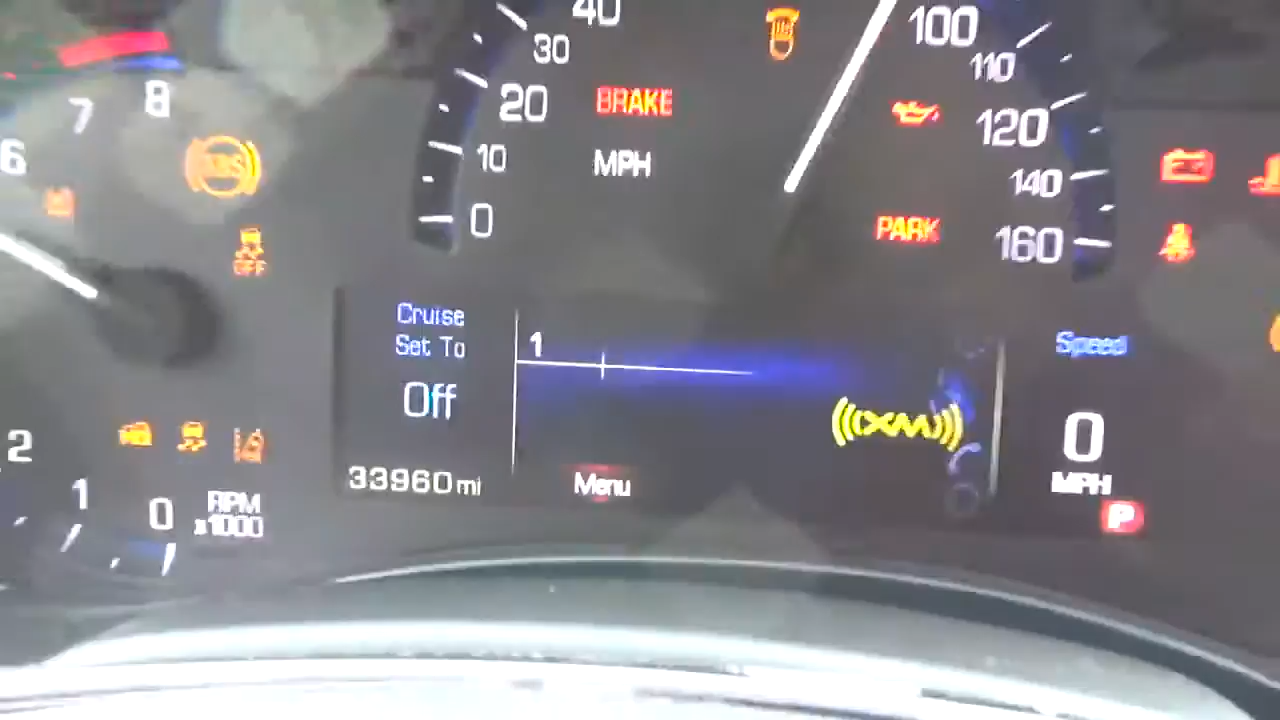 40
30
20
10
0
BRAKE
MPH
100
110
120
140
160
PARK
8
7
6
ABS
OFF
2
1
0
RPM
x1000
Cruise
Set To
Off
33960 mi
1
Menu
XM
Speed
0
MPH
P